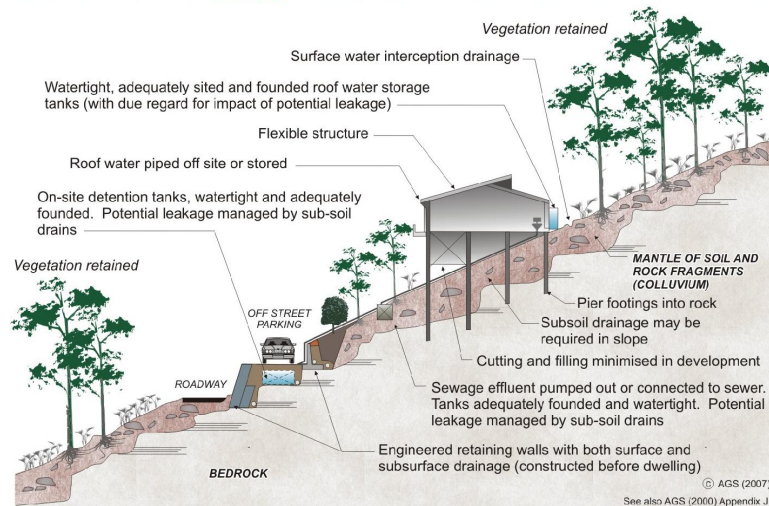 Vegetation retained
Surface water interception drainage
Watertight, adequately sited and founded roof water storage
tanks (with due regard for impact of potential leakage)
Flexible structure
Roof water piped off site or stored
On-site detention tanks, watertight and adequately
founded.  Potential leakage managed by sub-soil
drains
Vegetation retained
OFF STREET
PARKING
ROADWAY
MANTLE OF SOIL AND
ROCK FRAGMENTS
(COLLUVIUM)
Pier footings into rock
Subsoil drainage may be
required in slope
Cutting and filling minimised in development
Sewage effluent pumped out or connected to sewer.
Tanks adequately founded and watertight.  Potential
leakage managed by sub-soil drains
Engineered retaining walls with both surface and
subsurface drainage (constructed before dwelling)
BEDROCK
© AGS (2007)
See also AGS (2000) Appendix J